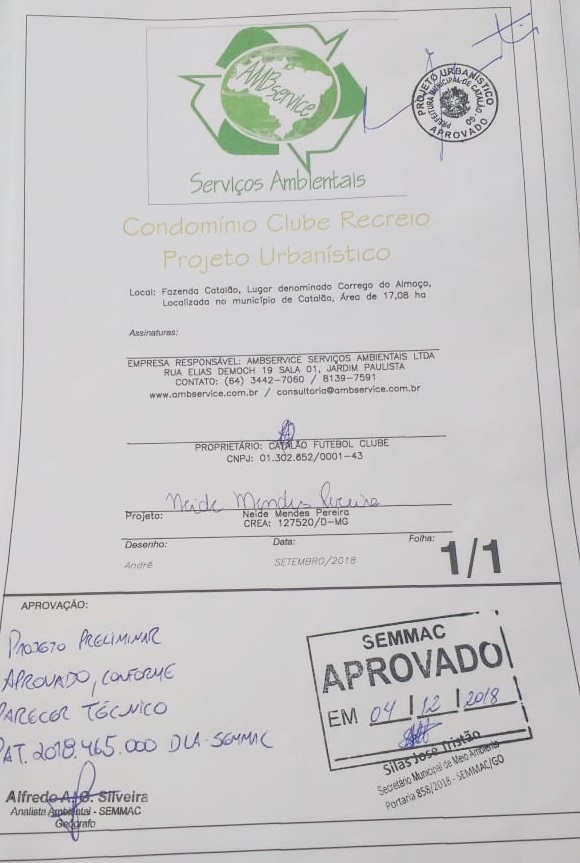 AMBservice
Serviços Ambientais
PROJETO URBANÍSTICO
PREFEITURA MUNICIPAL DE CATALÃO-GO
APROVADO
Condomínio Clube Recreio
Projeto Urbanístico
Local: Fazenda Catalão, Lugar denominado Corrego do Almoço,
Localizada no município de Catalão, Área de 17,08 ha
Assinaturas:
EMPRESA RESPONSÁVEL: AMBSERVICE SERVIÇOS AMBIENTAIS LTDA
RUA ELIAS DEMOCH 19 SALA 01, JARDIM PAULISTA
CONTATO: (64) 3442-7060 / 8139-7591
www.ambservice.com.br / consultoria@ambservice.com.br
PROPRIETÁRIO: CATALÃO FUTEBOL CLUBE
CNPJ: 01.302.652/0001-43
Neide Mendes Pereira
Projeto: Neide Mendes Pereira
CREA: 127520/D-MG
Desenho: Data: Folha:
André SETEMBRO/2018 1/1
APROVAÇÃO:
PROJETO PRELIMINAR
APROVADO, CONFORME
PARECER TÉCNICO
PAT. 2018.465.000 DLA-SEMMAC
Alfredo A. G. Silveira
Analista Ambiental - SEMMAC
Geógrafo
SEMMAC
APROVADO
EM 04 / 12 / 2018
Silas José Tristão
Secretário Municipal de Meio Ambiente
Portaria 858/2018 - SEMMAC/GO